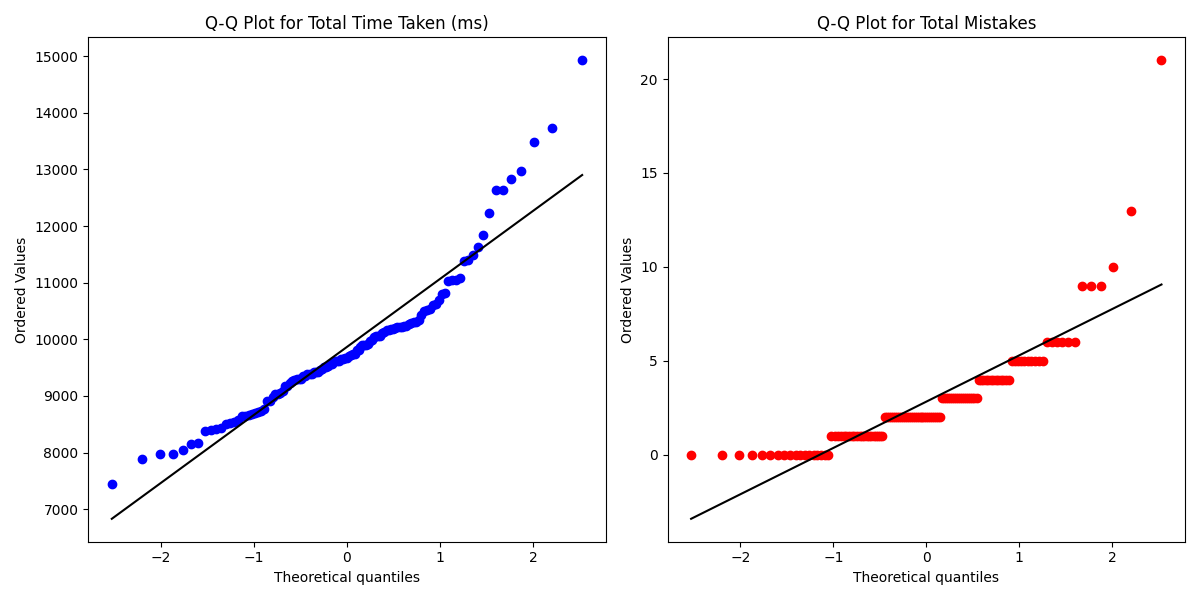 Q-Q Plot for Total Time Taken (ms)
Ordered Values
15000
14000
13000
12000
11000
10000
9000
8000
7000
−2 −1 0 1 2
Theoretical quantiles
Q-Q Plot for Total Mistakes
Ordered Values
20
15
10
5
0
−2 −1 0 1 2
Theoretical quantiles